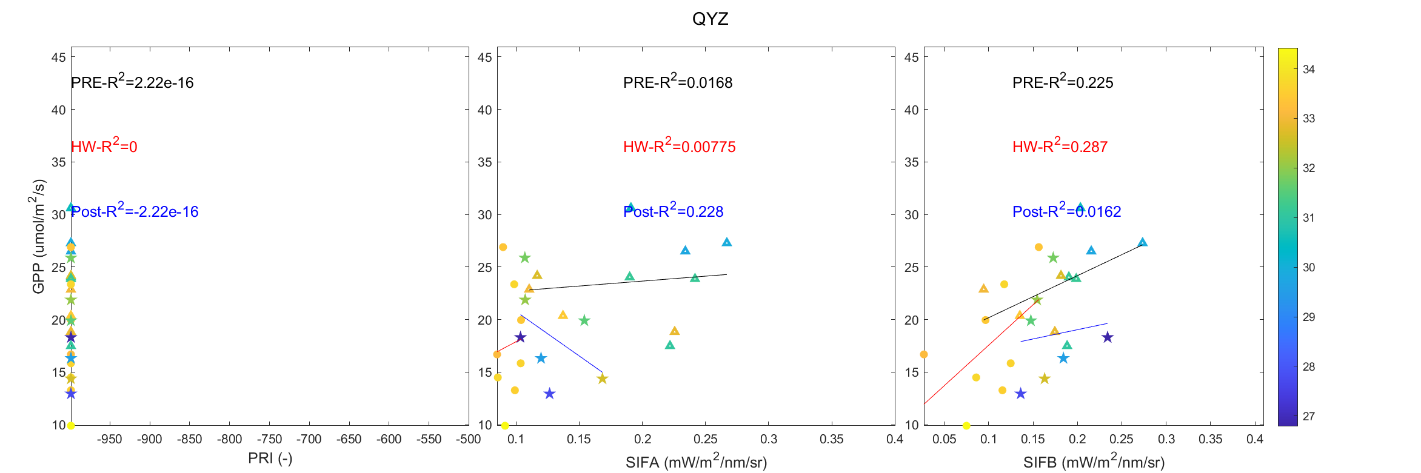 QYZ
PRE-R²=2.22e-16
HW-R²=0
Post-R²=-2.22e-16
GPP (umol/m²/s)
45
40
35
30
25
20
15
10
-950 -900 -850 -800 -750 -700 -650 -600 -550 -500
PRI (-)
PRE-R²=0.0168
HW-R²=0.00775
Post-R²=0.228
45
40
35
30
25
20
15
10
0.1 0.15 0.2 0.25 0.3 0.35 0.4
SIFA (mW/m²/nm/sr)
PRE-R²=0.225
HW-R²=0.287
Post-R²=0.0162
45
40
35
30
25
20
15
10
0.05 0.1 0.15 0.2 0.25 0.3 0.35 0.4
SIFB (mW/m²/nm/sr)
34
33
32
31
30
29
28
27